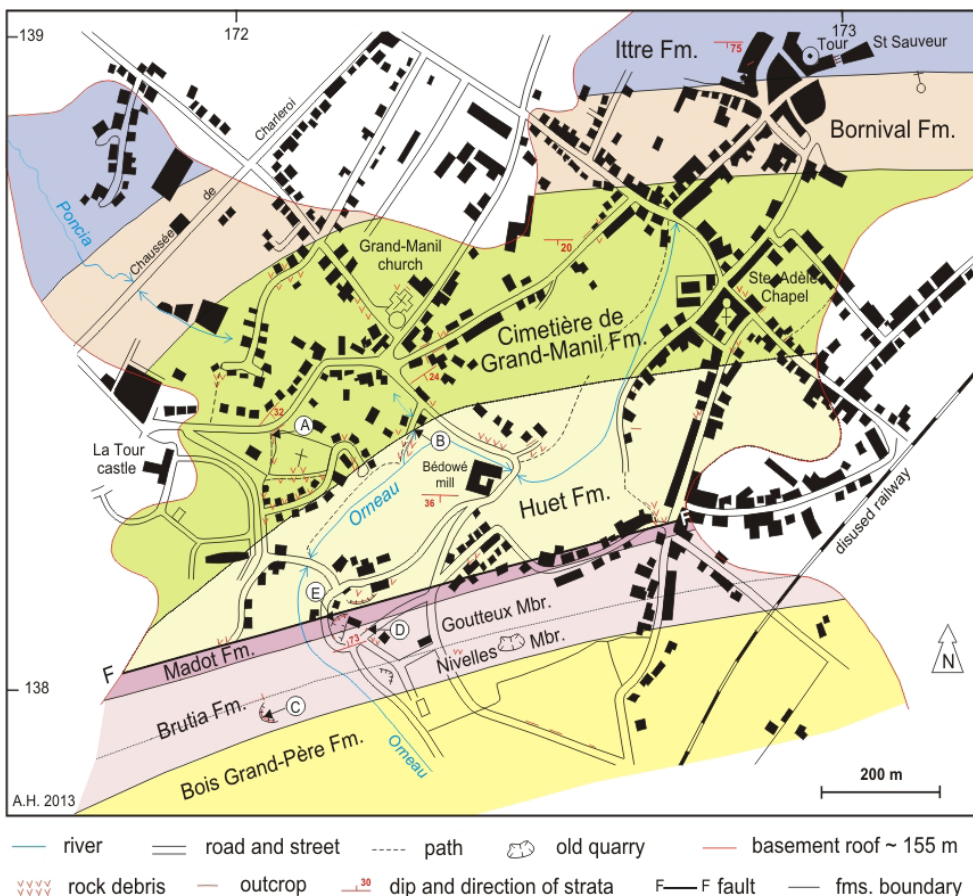 139
172
173
Ittre Fm.
75
Tour
St Sauveur
Charleroi
de
Chaussée
Bornival Fm.
Poncia
Grand-Manil
church
20
Ste Adèle
Chapel
Cimetière de
Grand-Manil Fm.
24
32
A
La Tour
castle
B
Bédowé
mill
36
Orneau
Huet Fm.
disused railway
F
E
D
73
Goutteux Mbr.
Nivelles Mbr.
F
Madot Fm.
138
Brutia Fm.
C
Orneau
Bois Grand-Père Fm.
N
200 m
A.H. 2013
river
road and street
path
old quarry
basement roof ~ 155 m
rock debris
outcrop
30
dip and direction of strata
F F fault
fms. boundary